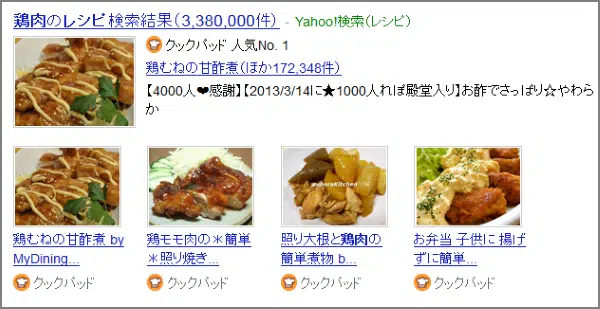 鶏肉のレシピ検索結果（3,380,000件） - Yahoo!検索（レシピ）
クックパッド 人気No. 1
鶏むねの甘酢煮（ほか172,348件）
【4000人❤感謝】【2013/3/14に★1000人れぽ殿堂入り】お酢でさっぱり☆やわら
か
鶏むねの甘酢煮 by
MyDining...
クックパッド
鶏モモ肉の＊簡単
＊照り焼き...
クックパッド
照り大根と鶏肉の
簡単煮物 b...
クックパッド
お弁当 子供に 揚げ
ずに簡単...
クックパッド